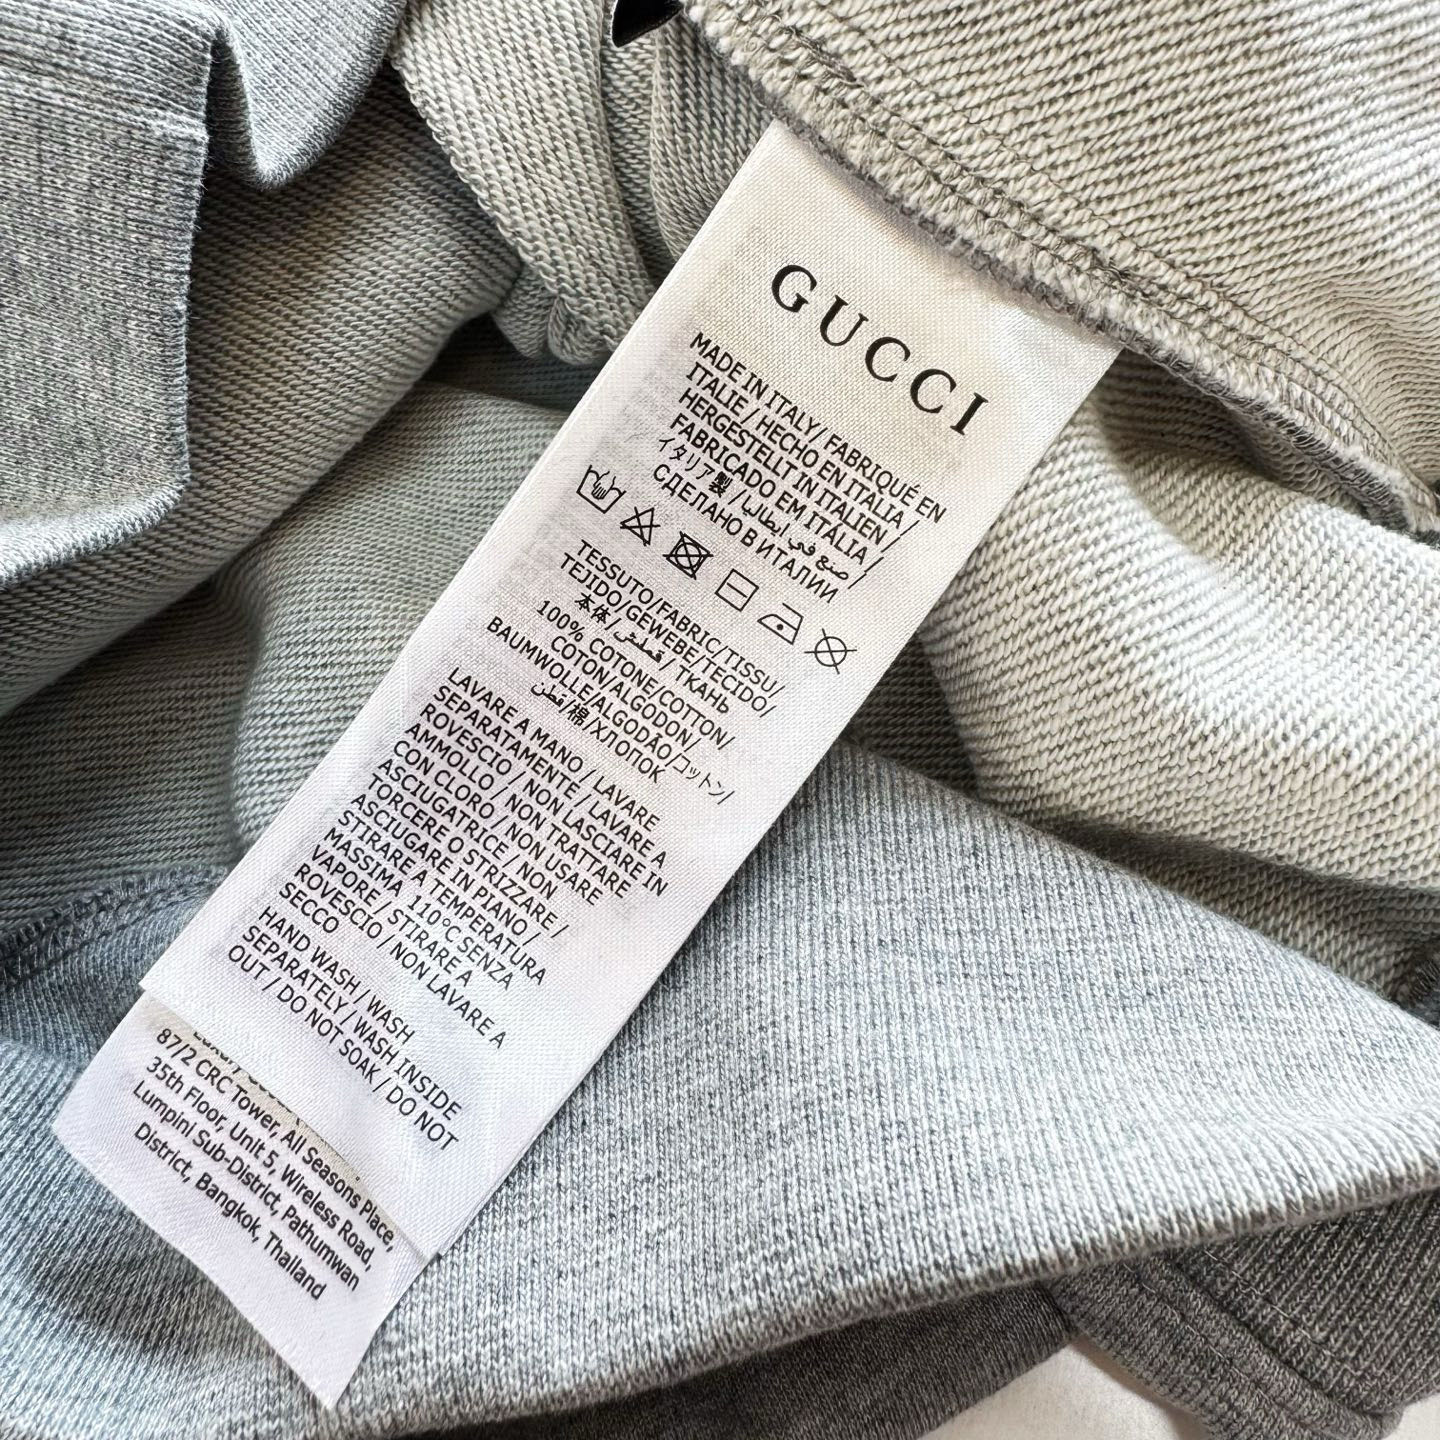 GUCCI
MADE IN ITALY/ FABRIQUÉ EN
ITALIE / HECHO EN ITALIA /
HERGESTELLT IN ITALIEN /
FABRICADO EM ITALIA /
イタリア製 / صنع في ايطاليا /
СДЕЛАНО В ИТАЛИИ
TESSUTO/FABRIC/TISSU/
TEJIDO/GEWEBE/TECIDO/
本体/ قطنش / ТКАНЬ
100% COTONE/COTTON/
COTON/ALGODON/
BAUMWOLLE/ALGODÃO/コットン/
قطن/棉/ХЛОПОК
LAVARE A MANO / LAVARE
SEPARATAMENTE / LAVARE A
ROVESCIO / NON LASCIARE IN
AMMOLLO / NON TRATTARE
CON CLORO / NON USARE
ASCIUGATRICE / NON
TORCERE O STRIZZARE /
ASCIUGARE IN PIANO /
STIRARE A TEMPERATURA
MASSIMA 110°C SENZA
VAPORE / STIRARE A
ROVESCIO / NON LAVARE A
SECCO
HAND WASH / WASH
SEPARATELY / WASH INSIDE
OUT / DO NOT SOAK / DO NOT
87/2 CRC Tower, All Seasons Place,
35th Floor, Unit 5, Wireless Road,
Lumpini Sub-District, Pathumwan
District, Bangkok, Thailand